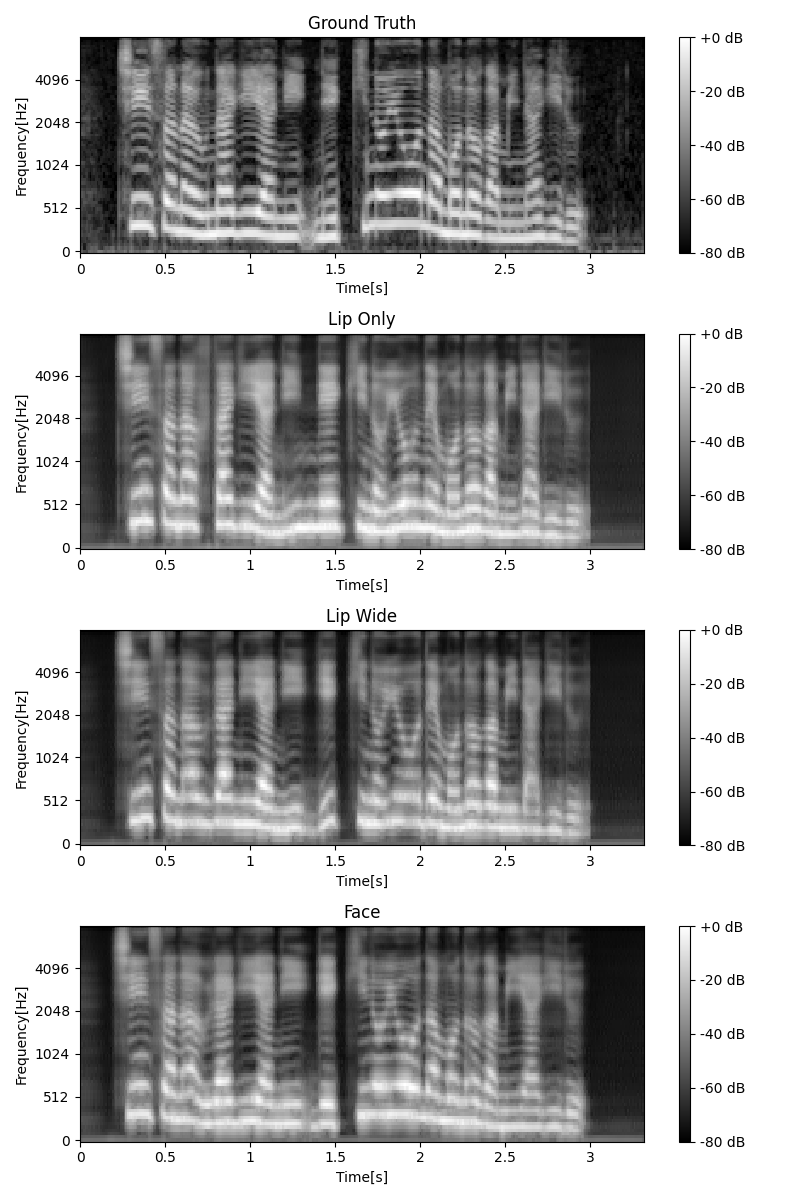 Ground Truth
+0 dB
4096
-20 dB
2048
Frequency[Hz]
-40 dB
1024
-60 dB
512
0
-80 dB
0 0.5 1 1.5 2 2.5 3
Time[s]
Lip Only
+0 dB
4096
-20 dB
2048
Frequency[Hz]
-40 dB
1024
-60 dB
512
0
-80 dB
0 0.5 1 1.5 2 2.5 3
Time[s]
Lip Wide
+0 dB
4096
-20 dB
2048
Frequency[Hz]
-40 dB
1024
-60 dB
512
0
-80 dB
0 0.5 1 1.5 2 2.5 3
Time[s]
Face
+0 dB
4096
-20 dB
2048
Frequency[Hz]
-40 dB
1024
-60 dB
512
0
-80 dB
0 0.5 1 1.5 2 2.5 3
Time[s]